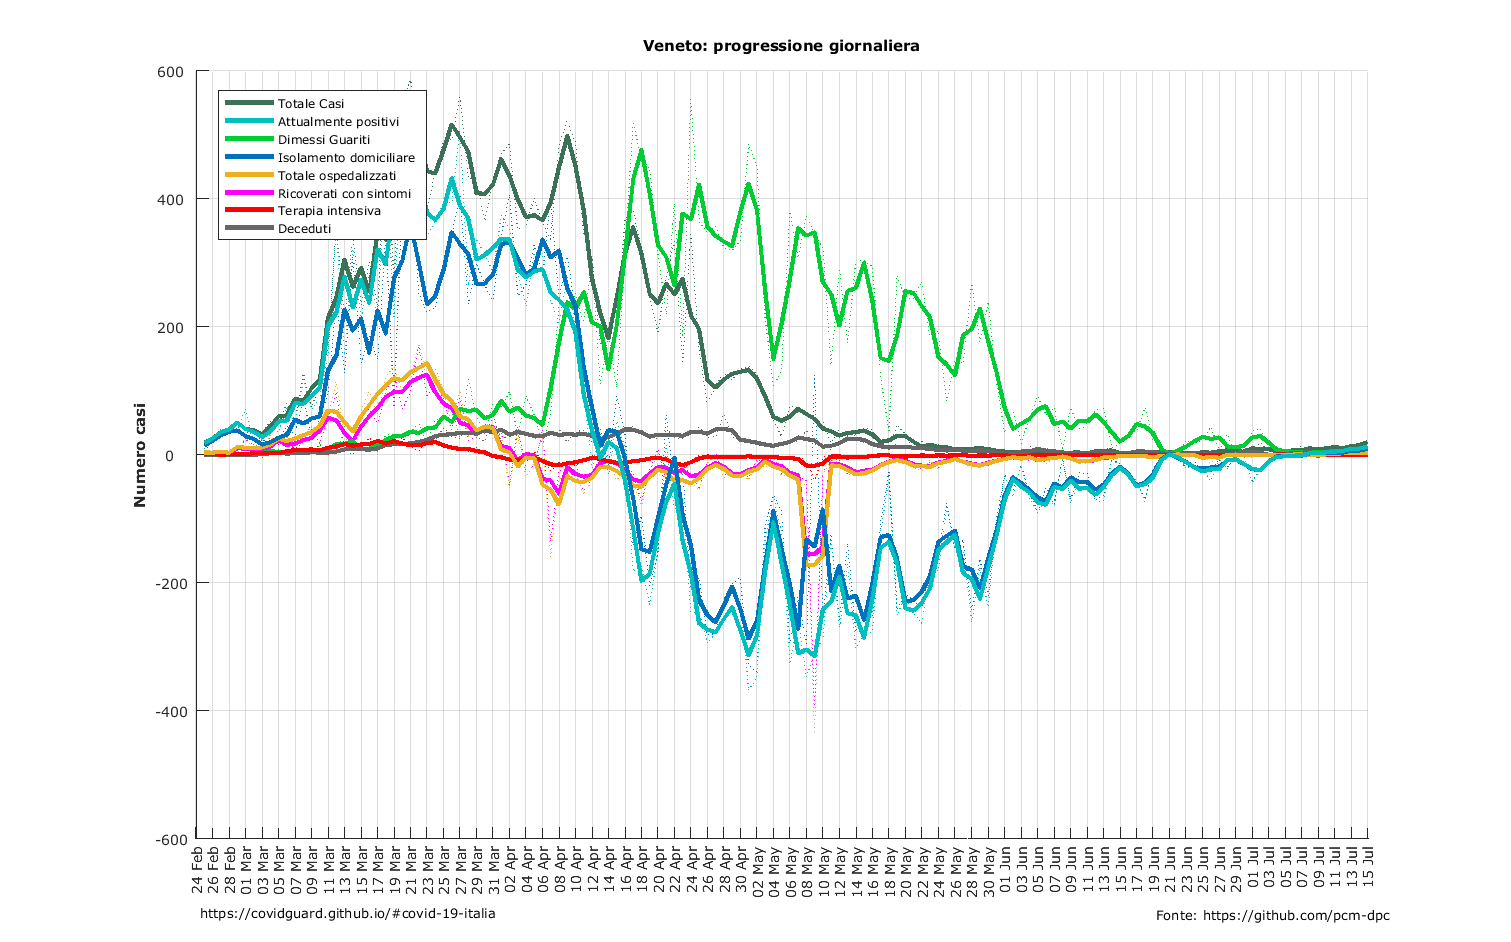 Veneto: progressione giornaliera
600
400
200
0
-200
-400
-600
Numero casi
Totale Casi
Attualmente positivi
Dimessi Guariti
Isolamento domiciliare
Totale ospedalizzati
Ricoverati con sintomi
Terapia intensiva
Deceduti
24 Feb
26 Feb
28 Feb
01 Mar
03 Mar
05 Mar
07 Mar
09 Mar
11 Mar
13 Mar
15 Mar
17 Mar
19 Mar
21 Mar
23 Mar
25 Mar
27 Mar
29 Mar
31 Mar
02 Apr
04 Apr
06 Apr
08 Apr
10 Apr
12 Apr
14 Apr
16 Apr
18 Apr
20 Apr
22 Apr
24 Apr
26 Apr
28 Apr
30 Apr
02 May
04 May
06 May
08 May
10 May
12 May
14 May
16 May
18 May
20 May
22 May
24 May
26 May
28 May
30 May
01 Jun
03 Jun
05 Jun
07 Jun
09 Jun
11 Jun
13 Jun
15 Jun
17 Jun
19 Jun
21 Jun
23 Jun
25 Jun
27 Jun
29 Jun
01 Jul
03 Jul
05 Jul
07 Jul
09 Jul
11 Jul
13 Jul
15 Jul
https://covidguard.github.io/#covid-19-italia
Fonte: https://github.com/pcm-dpc